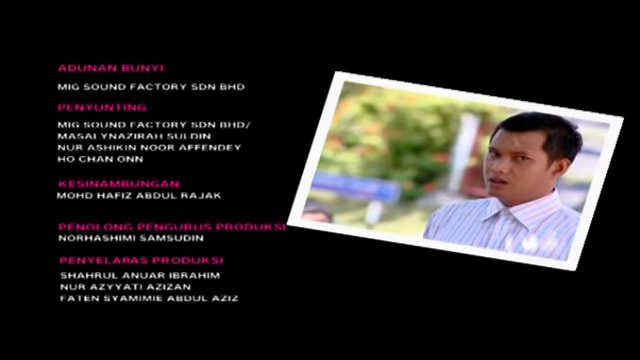 ADUNAN BUNYI
MIG SOUND FACTORY SDN BHD
PENYUNTING
MIG SOUND FACTORY SDN BHD/
MASALYNAZIRAH SULDIN
NUR ASHIKIN NOOR AFFENDEY
HO CHAN ONN
KESINAMBUNGAN
MOHD HAFIZ ABDUL RAJAK
PENOLONG PENGURUS PRODUKSI
NORHASHIMI SAMSUDIN
PENYELARAS PRODUKSI
SHAHRUL ANUAR IBRAHIM
NUR AZYYATI AZIZAN
FATEN SYAMIMIE ABDUL AZIZ